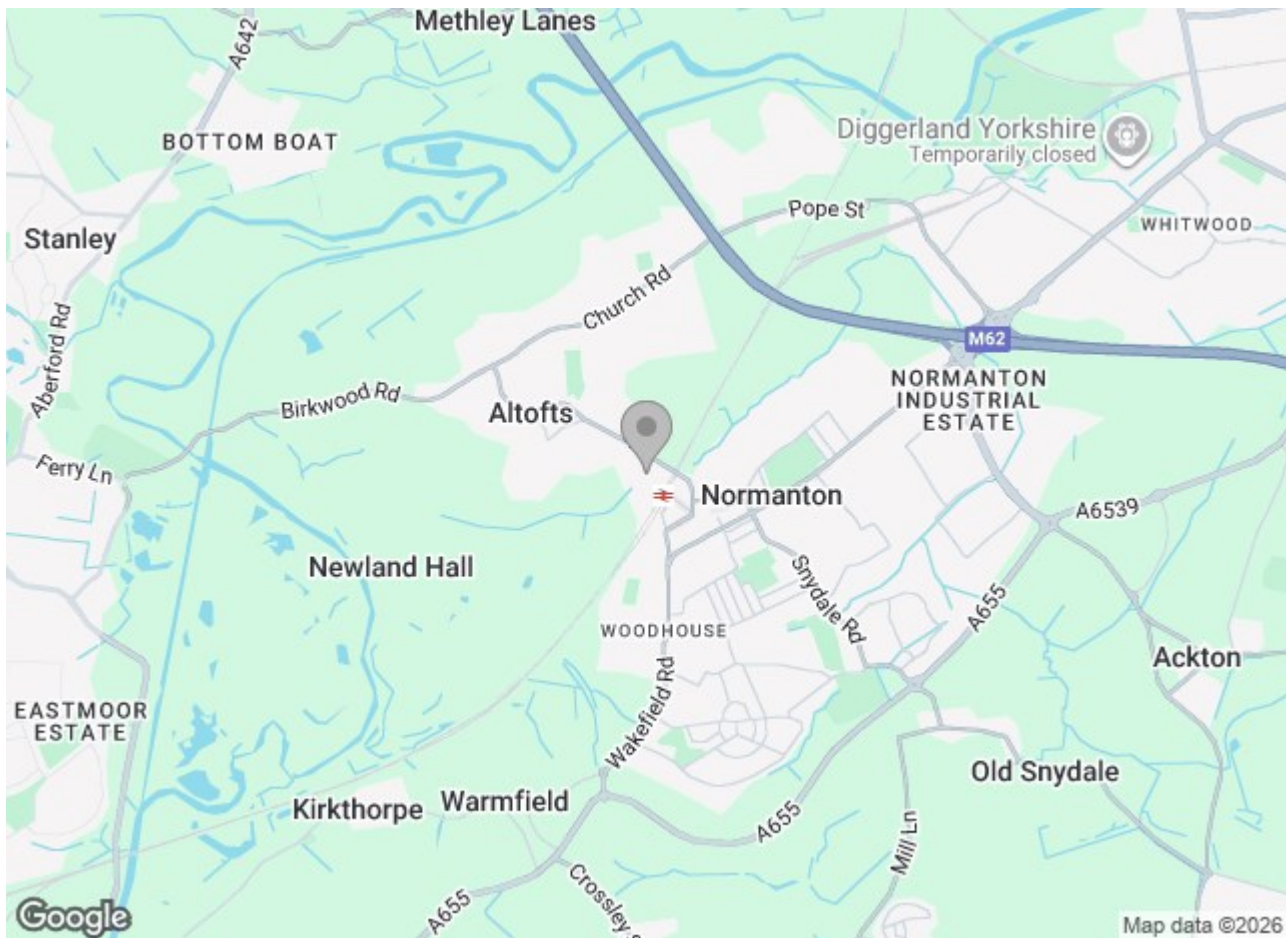 Methley Lanes
A642
BOTTOM BOAT
Diggerland Yorkshire
Temporarily closed
Pope St
WHITWOOD
Stanley
Church Rd
M62
Aberford Rd
Birkwood Rd
NORMANTON
INDUSTRIAL
ESTATE
Altofts
Ferry Ln
Normanton
A6539
Newland Hall
Snydale Rd
A655
WOODHOUSE
Ackton
Wakefield Rd
EASTMOOR
ESTATE
Old Snydale
Kirkthorpe
Warmfield
A655
Mill Ln
Crossley
A655
Google
Map data ©2026